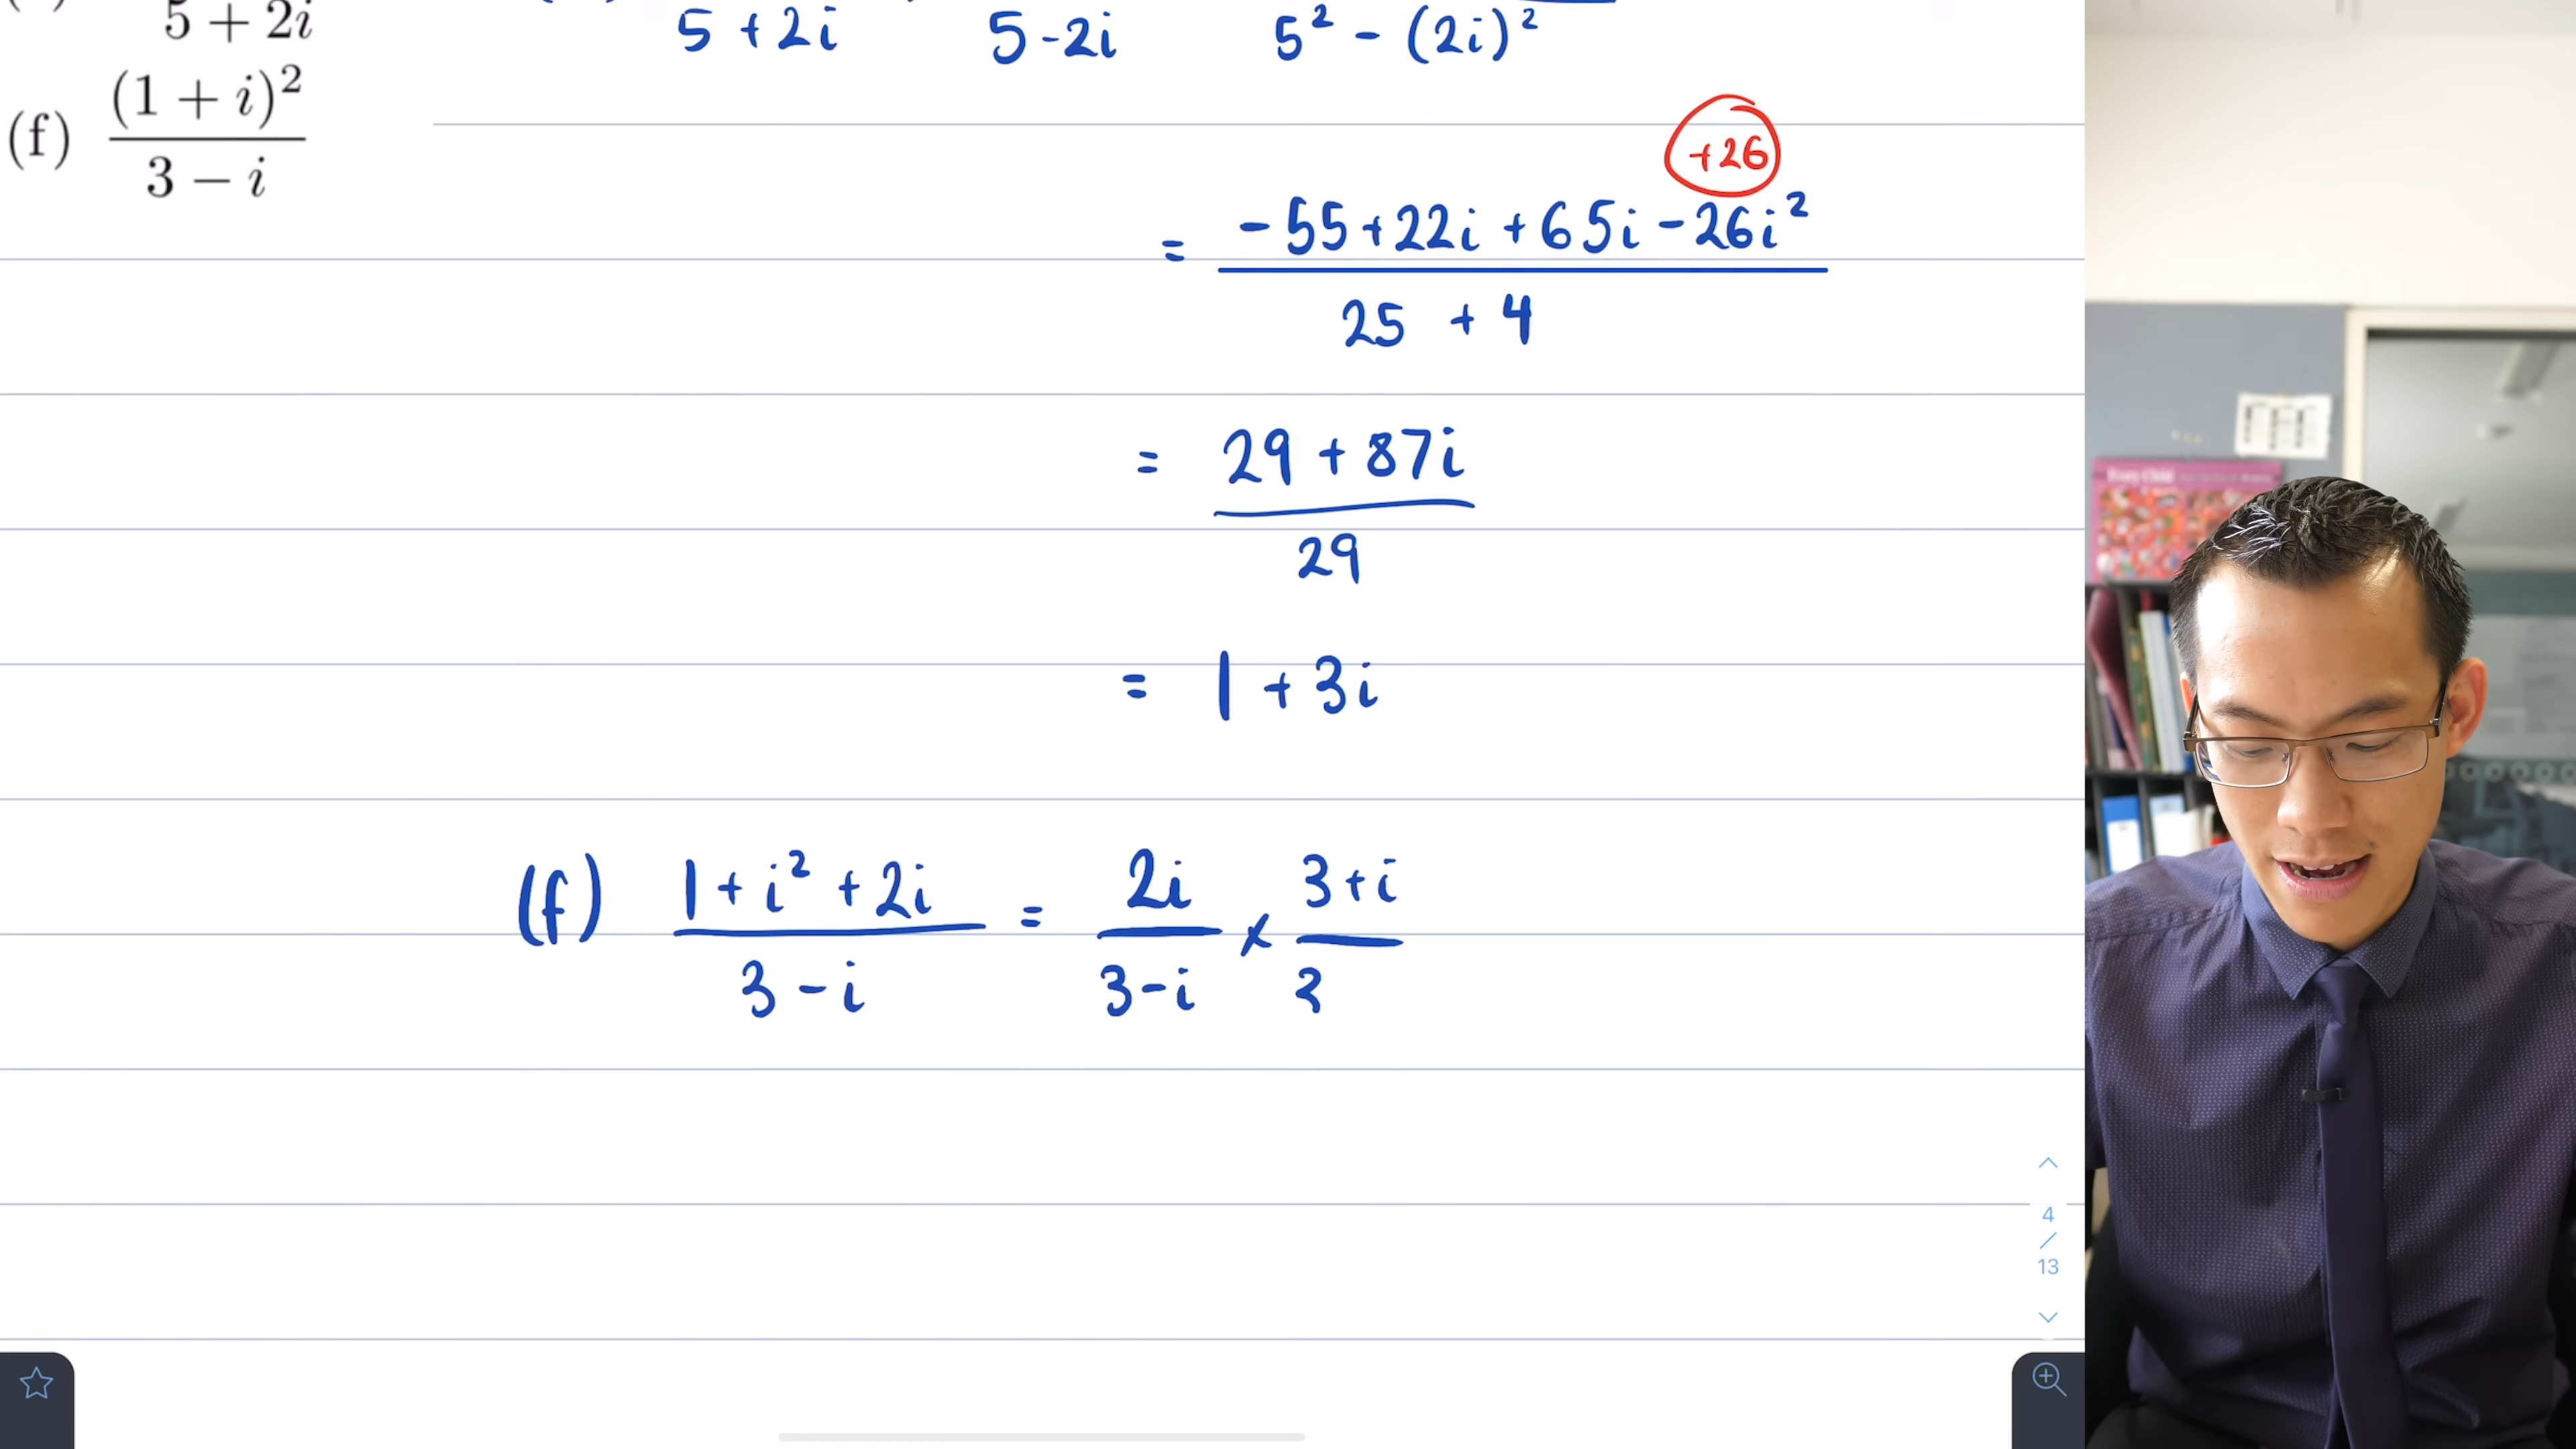 5 + 2i
(f) (1 + i)² / 3 − i
5 + 2i   5 - 2i   5² - (2i)²
+26
= -55 + 22i + 65i - 26i² / 25 + 4
= 29 + 87i / 29
= 1 + 3i
(f) 1 + i² + 2i / 3 - i = 2i / 3 - i × 3 + i / 3
4
/
13